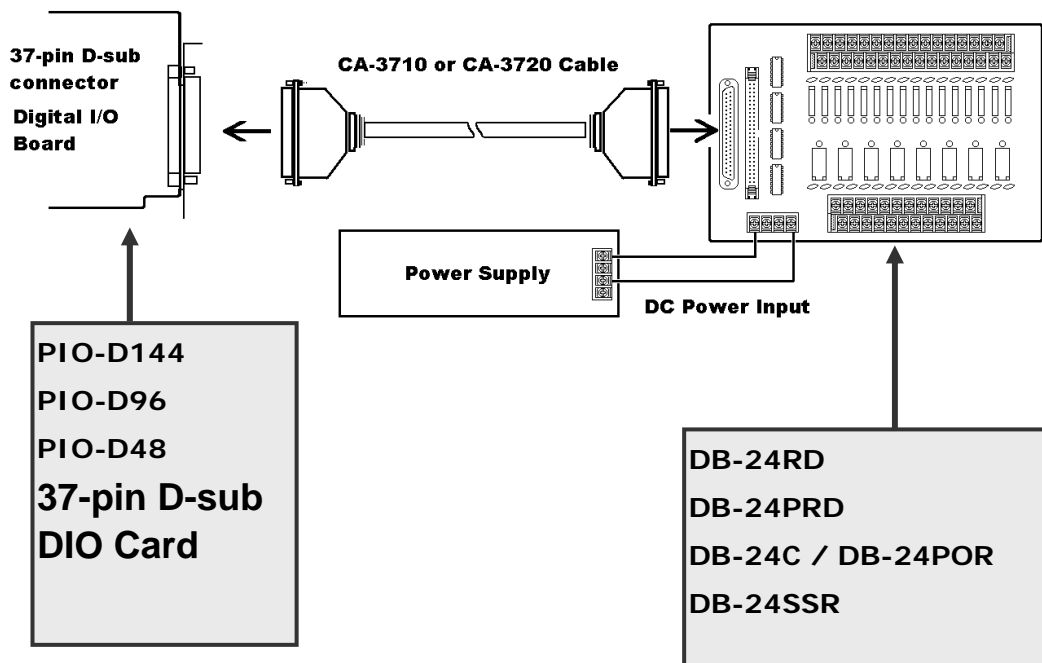 37-pin D-sub
connector
Digital I/O
Board
CA-3710 or CA-3720 Cable
Power Supply
DC Power Input
PIO-D144
PIO-D96
PIO-D48
37-pin D-sub
DIO Card
DB-24RD
DB-24PRD
DB-24C / DB-24POR
DB-24SSR